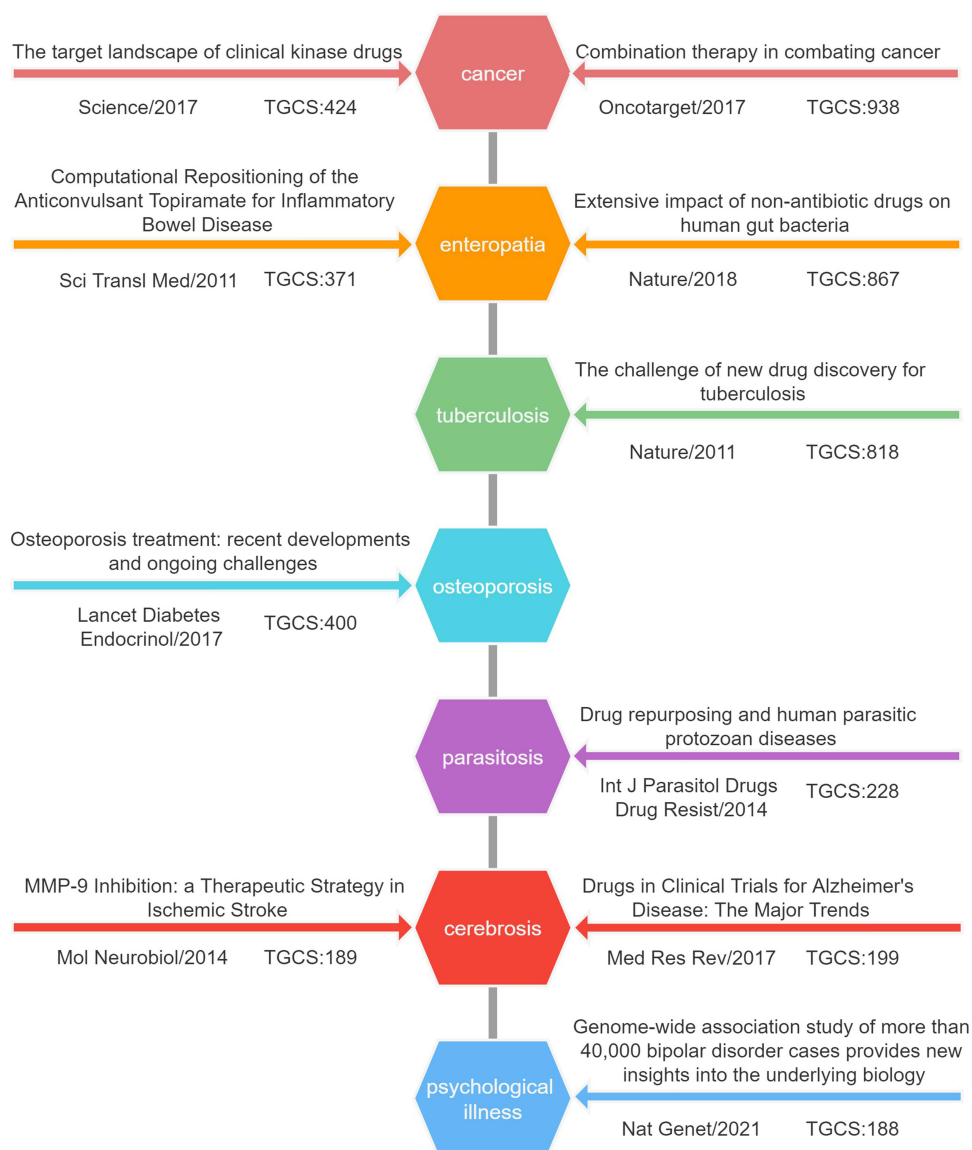 The target landscape of clinical kinase drugs
Science/2017 TGCS:424
cancer
Combination therapy in combating cancer
Oncotarget/2017 TGCS:938
Computational Repositioning of the
Anticonvulsant Topiramate for Inflammatory
Bowel Disease
Sci Transl Med/2011 TGCS:371
enteropatia
Extensive impact of non-antibiotic drugs on
human gut bacteria
Nature/2018 TGCS:867
tuberculosis
The challenge of new drug discovery for
tuberculosis
Nature/2011 TGCS:818
Osteoporosis treatment: recent developments
and ongoing challenges
Lancet Diabetes
Endocrinol/2017
TGCS:400
osteoporosis
parasitosis
Drug repurposing and human parasitic
protozoan diseases
Int J Parasitol Drugs
Drug Resist/2014
TGCS:228
MMP-9 Inhibition: a Therapeutic Strategy in
Ischemic Stroke
Mol Neurobiol/2014 TGCS:189
cerebrosis
Drugs in Clinical Trials for Alzheimer's
Disease: The Major Trends
Med Res Rev/2017 TGCS:199
psychological
illness
Genome-wide association study of more than
40,000 bipolar disorder cases provides new
insights into the underlying biology
Nat Genet/2021 TGCS:188